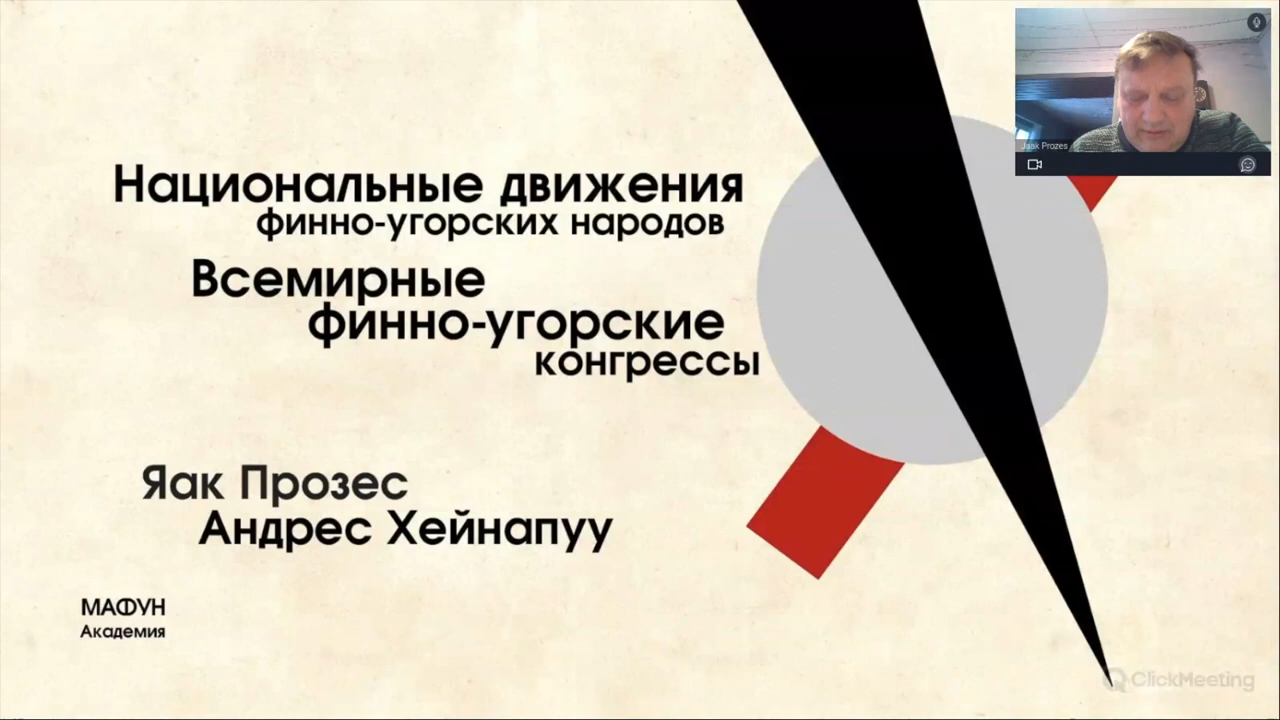 Национальные движения
финно-угорских народов
Всемирные
финно-угорские
конгрессы
Яак Прозес
Андрес Хейнапуу
МАФУН
Академия
Jaak Prozes
ClickMeeting